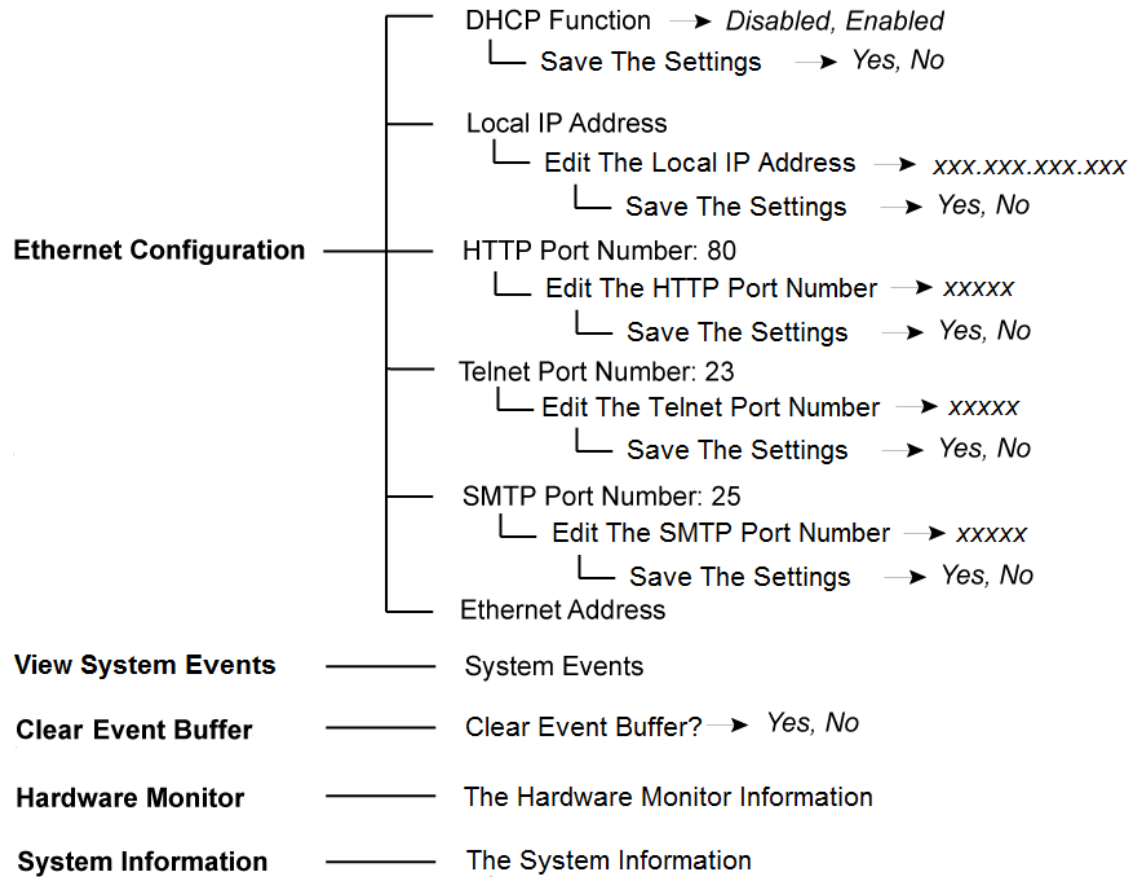 DHCP Function Disabled, Enabled
Save The Settings Yes, No
Local IP Address
Edit The Local IP Address xxx.xxx.xxx.xxx
Save The Settings Yes, No
Ethernet Configuration HTTP Port Number: 80
Edit The HTTP Port Number xxxxx
Save The Settings Yes, No
Telnet Port Number: 23
Edit The Telnet Port Number xxxxx
Save The Settings Yes, No
SMTP Port Number: 25
Edit The SMTP Port Number xxxxx
Save The Settings Yes, No
Ethernet Address
View System Events System Events
Clear Event Buffer Clear Event Buffer? Yes, No
Hardware Monitor The Hardware Monitor Information
System Information The System Information